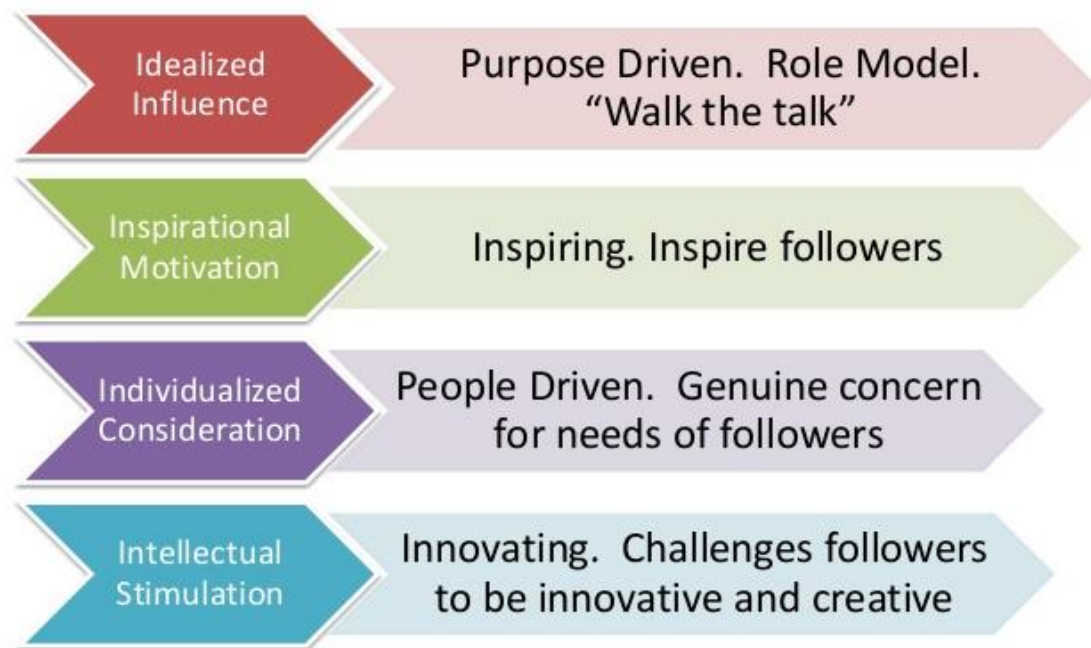 Idealized
Influence
Purpose Driven.  Role Model.
“Walk the talk”
Inspirational
Motivation
Inspiring. Inspire followers
Individualized
Consideration
People Driven.  Genuine concern
for needs of followers
Intellectual
Stimulation
Innovating.  Challenges followers
to be innovative and creative